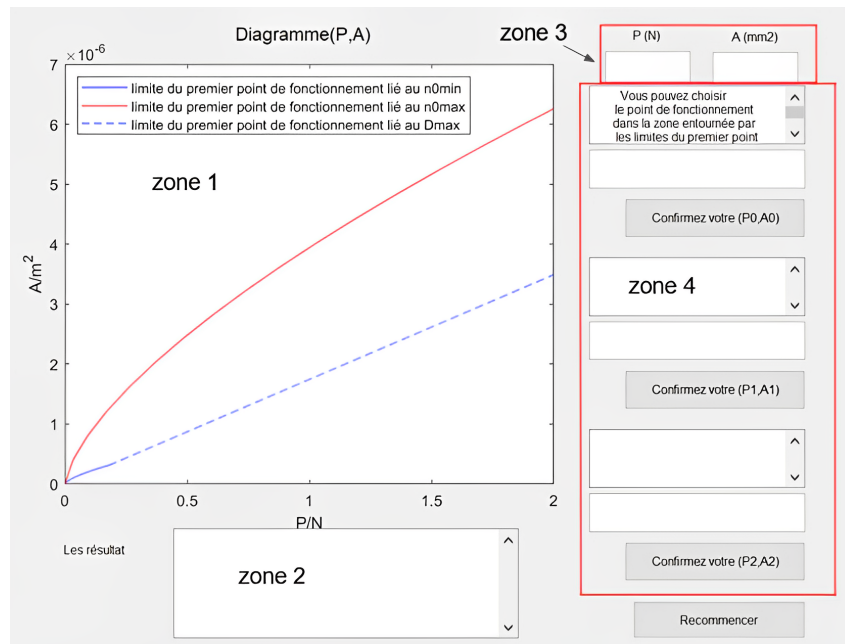 Diagramme(P,A)
×10^-6
7
6
5
4
3
2
1
0
A/m²
limite du premier point de fonctionnement lié au n0min
limite du premier point de fonctionnement lié au n0max
limite du premier point de fonctionnement lié au Dmax
zone 1
0
0.5
1
1.5
2
P/N
Les résultat
zone 2
zone 3
P (N)
A (mm2)
Vous pouvez choisir
le point de fonctionnement
dans la zone entournée par
les limites du premier point
Confirmez votre (P0,A0)
zone 4
Confirmez votre (P1,A1)
Confirmez votre (P2,A2)
Recommencer